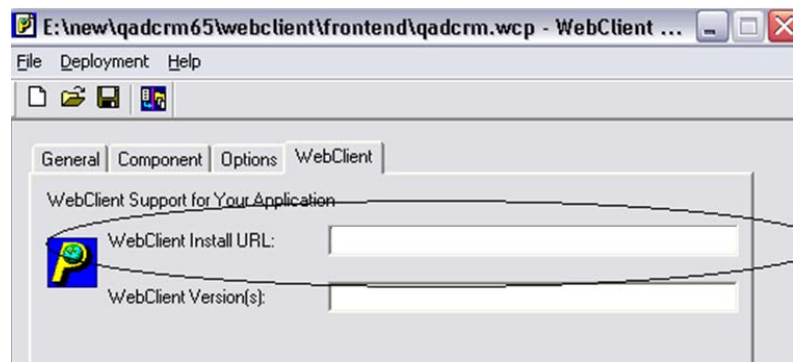 E:\new\qadcrm65\webclient\frontend\qadcrm.wcp - WebClient ...
File Deployment Help
General Component Options WebClient
WebClient Support for Your Application
WebClient Install URL:
WebClient Version(s):